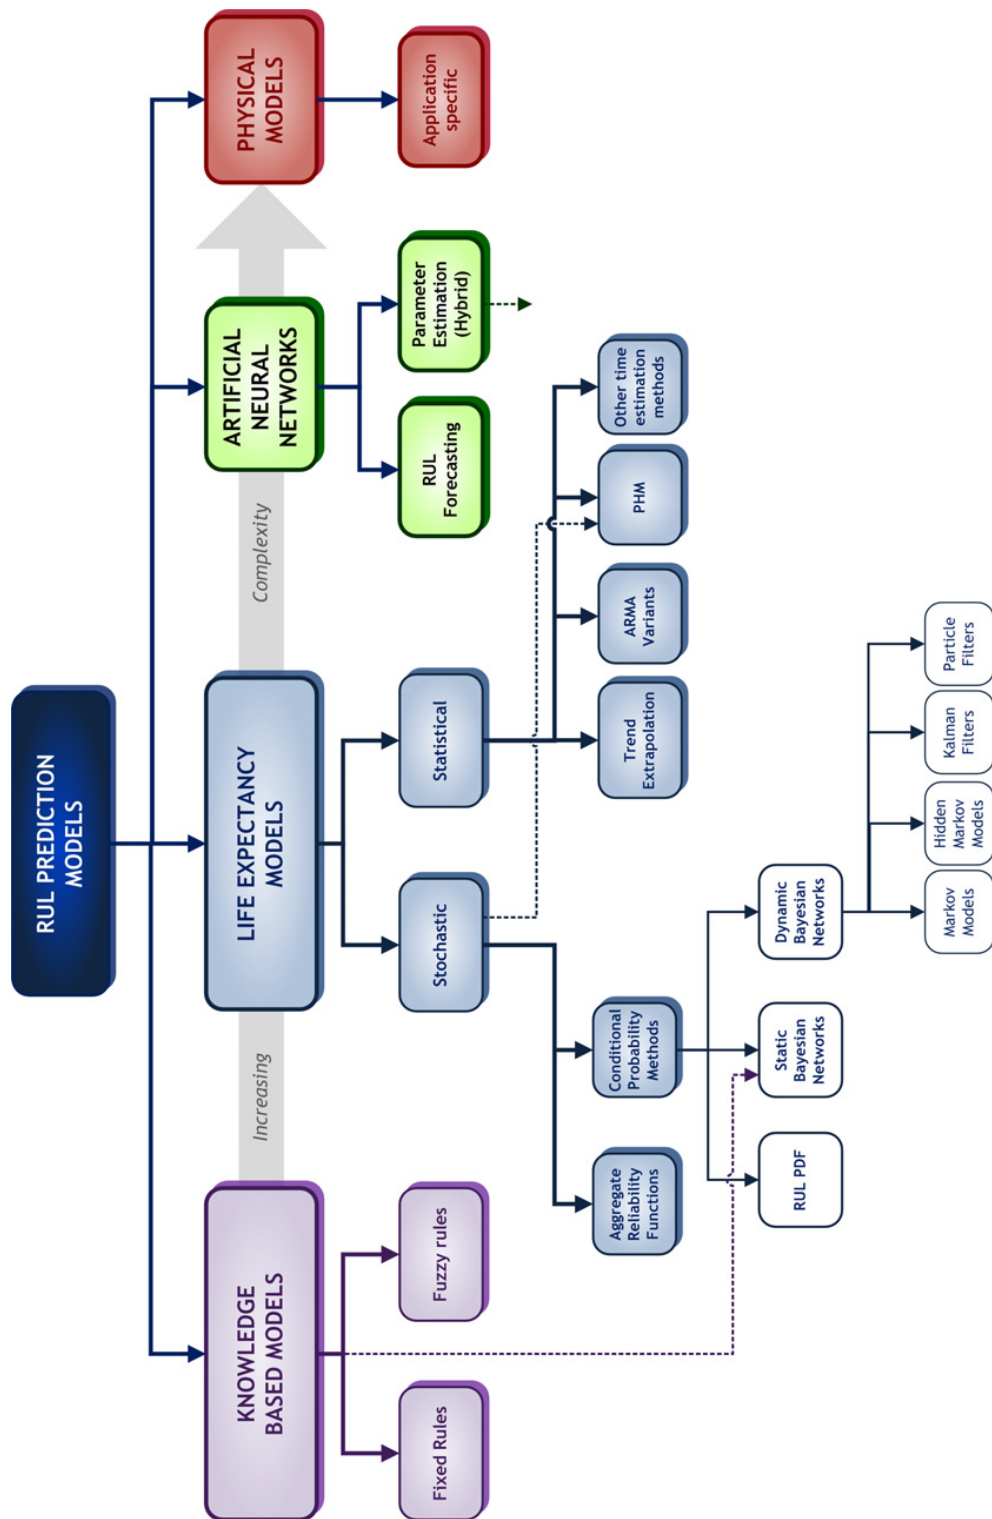 RUL PREDICTION
MODELS
KNOWLEDGE
BASED MODELS
Increasing
LIFE EXPECTANCY
MODELS
Complexity
ARTIFICIAL
NEURAL
NETWORKS
PHYSICAL
MODELS
Fixed Rules
Fuzzy rules
Stochastic
Statistical
RUL
Forecasting
Parameter
Estimation
(Hybrid)
Application
specific
Aggregate
Reliability
Functions
Conditional
Probability
Methods
Trend
Extrapolation
ARMA
Variants
PHM
Other time
estimation
methods
RUL PDF
Static
Bayesian
Networks
Dynamic
Bayesian
Networks
Markov
Models
Hidden
Markov
Models
Kalman
Filters
Particle
Filters